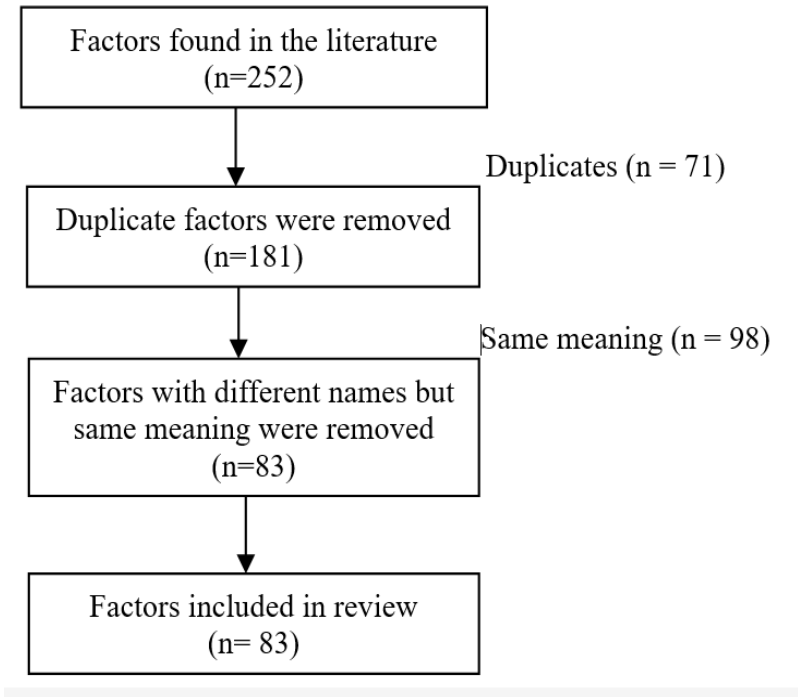 Factors found in the literature
(n=252)
Duplicates (n = 71)
Duplicate factors were removed
(n=181)
Same meaning (n = 98)
Factors with different names but
same meaning were removed
(n=83)
Factors included in review
(n= 83)